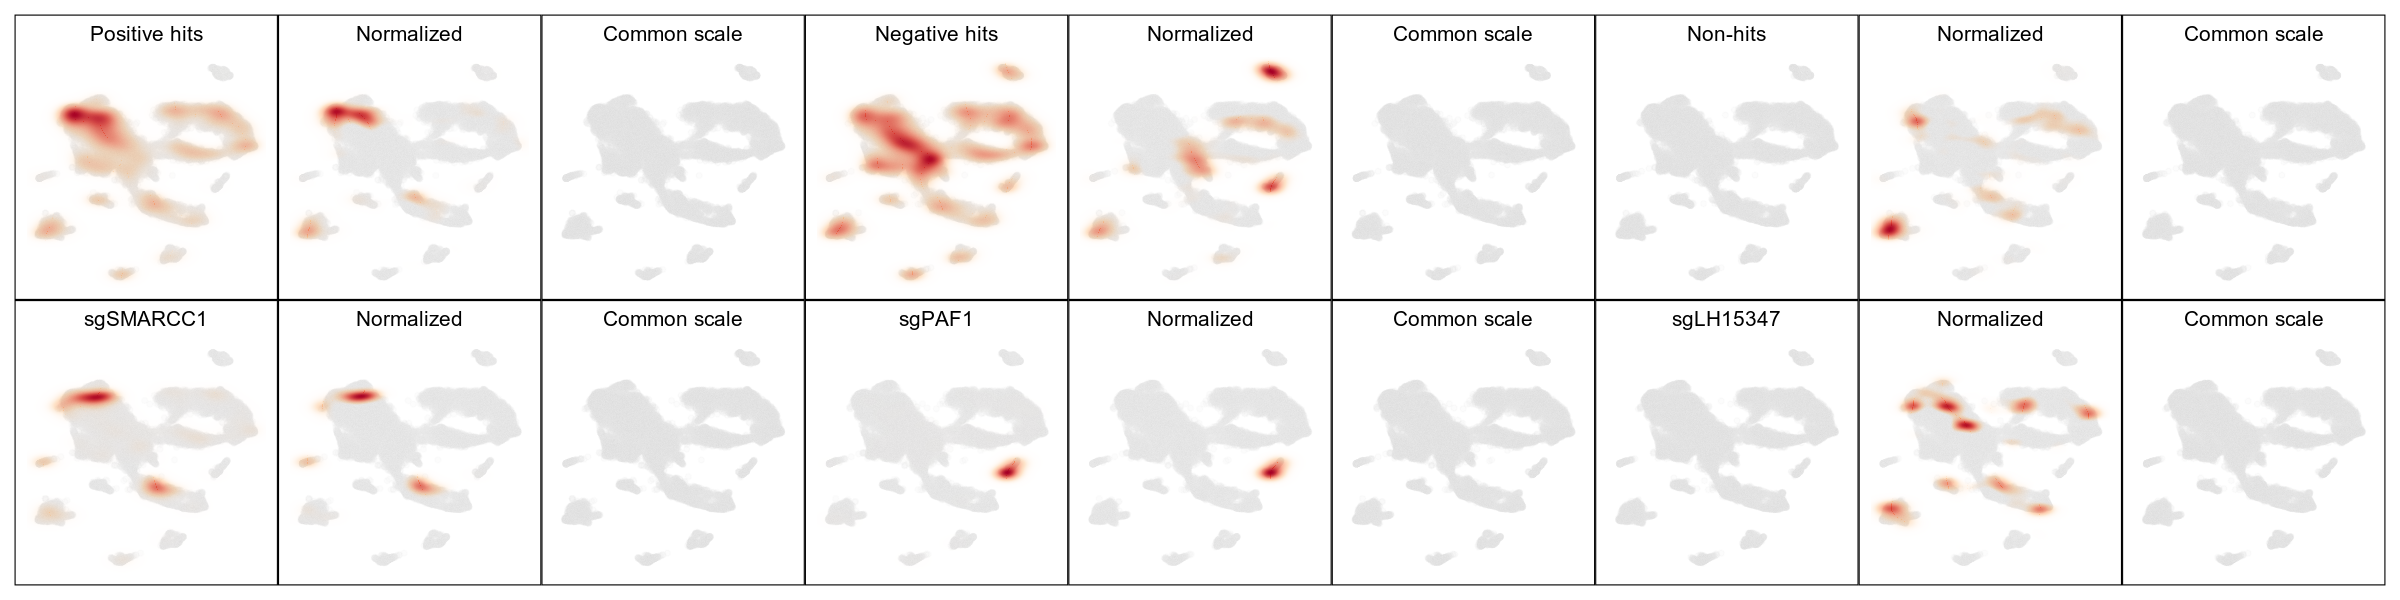 Positive hits
Normalized
Common scale
Negative hits
Normalized
Common scale
Non-hits
Normalized
Common scale
sgSMARCC1
Normalized
Common scale
sgPAF1
Normalized
Common scale
sgLH15347
Normalized
Common scale